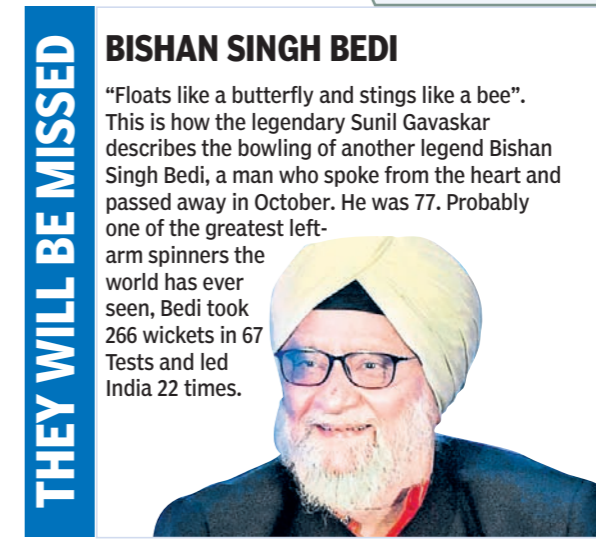 THEY WILL BE MISSED
BISHAN SINGH BEDI
“Floats like a butterfly and stings like a bee”.
This is how the legendary Sunil Gavaskar
describes the bowling of another legend Bishan
Singh Bedi, a man who spoke from the heart and
passed away in October. He was 77. Probably
one of the greatest left-
arm spinners the
world has ever
seen, Bedi took
266 wickets in 67
Tests and led
India 22 times.